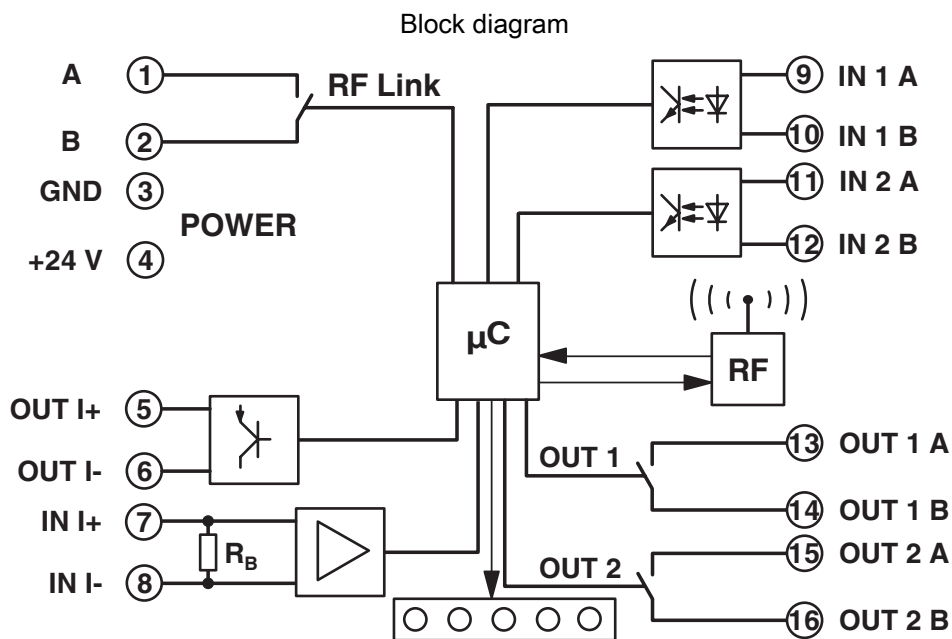 Block diagram
A 1
RF Link
B 2
GND 3
POWER
+24 V 4
9 IN 1 A
10 IN 1 B
11 IN 2 A
12 IN 2 B
µC
RF
OUT I+ 5
OUT I- 6
IN I+ 7
R_B
IN I- 8
OUT 1
13 OUT 1 A
14 OUT 1 B
OUT 2
15 OUT 2 A
16 OUT 2 B